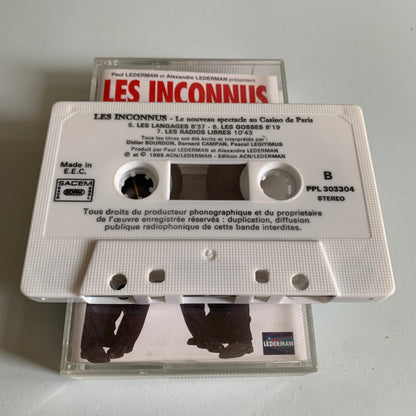 Paul LEDERMAN et Alexandre LEDERMAN présentent
LES INCONNUS
LES INCONNUS - Le nouveau spectacle au Casino de Paris
5. LES LANGAGES 8'37 - 6. LES GOSSES 8'19
7. LES RADIOS LIBRES 10'43
Tous les titres ont été écrits et interprétés par :
Didier BOURDON, Bernard CAMPAN, Pascal LEGITIMUS
Produit par Paul LEDERMAN et Alexandre LEDERMAN
℗ et © 1995 ACN/LEDERMAN - Edition ACN/LEDERMAN
Made in
E.E.C.
SACEM
SDRM
B
PPL 303304
STEREO
Tous droits du producteur phonographique et du proprietaire
de l'œuvre enregistrée réservés : duplication, diffusion
publique radiophonique de cette bande interdites.
LEDERMAN